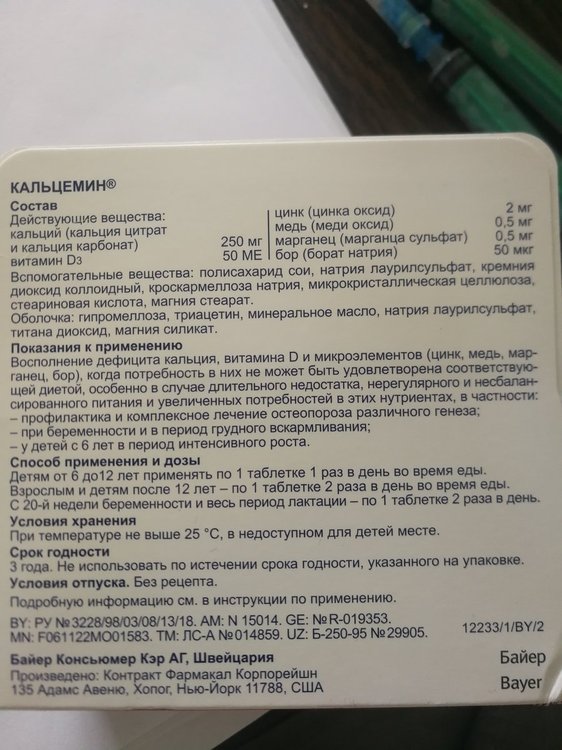 КАЛЬЦЕМИН®
Состав
Действующие вещества:
кальций (кальция цитрат
и кальция карбонат) 250 мг
витамин D3 50 МЕ
цинк (цинка оксид) 2 мг
медь (меди оксид) 0,5 мг
марганец (марганца сульфат) 0,5 мг
бор (борат натрия) 50 мкг
Вспомогательные вещества: полисахарид сои, натрия лаурилсульфат, кремния
диоксид коллоидный, кроскармеллоза натрия, микрокристаллическая целлюлоза,
стеариновая кислота, магния стеарат.
Оболочка: гипромеллоза, триацетин, минеральное масло, натрия лаурилсульфат,
титана диоксид, магния силикат.
Показания к применению
Восполнение дефицита кальция, витамина D и микроэлементов (цинк, медь, мар-
ганец, бор), когда потребность в них не может быть удовлетворена соответствую-
щей диетой, особенно в случае длительного недостатка, нерегулярного и несбалан-
сированного питания и увеличенных потребностей в этих нутриентах, в частности:
– профилактика и комплексное лечение остеопороза различного генеза;
– при беременности и в период грудного вскармливания;
– у детей с 6 лет в период интенсивного роста.
Способ применения и дозы
Детям от 6 до12 лет применять по 1 таблетке 1 раз в день во время еды.
Взрослым и детям после 12 лет – по 1 таблетке 2 раза в день во время еды.
С 20-й недели беременности и весь период лактации – по 1 таблетке 2 раза в день.
Условия хранения
При температуре не выше 25 °С, в недоступном для детей месте.
Срок годности
3 года. Не использовать по истечении срока годности, указанного на упаковке.
Условия отпуска. Без рецепта.
Подробную информацию см. в инструкции по применению.
BY: РУ №3228/98/03/08/13/18. AM: N 15014. GE: №R-019353.
MN: F061122MO01583. TM: ЛС-А №014859. UZ: Б-250-95 №29905.
12233/1/BY/2
Байер Консьюмер Кэр АГ, Швейцария
Произведено: Контракт Фармакал Корпорейшн
135 Адамс Авеню, Хопог, Нью-Йорк 11788, США
Байер
Bayer